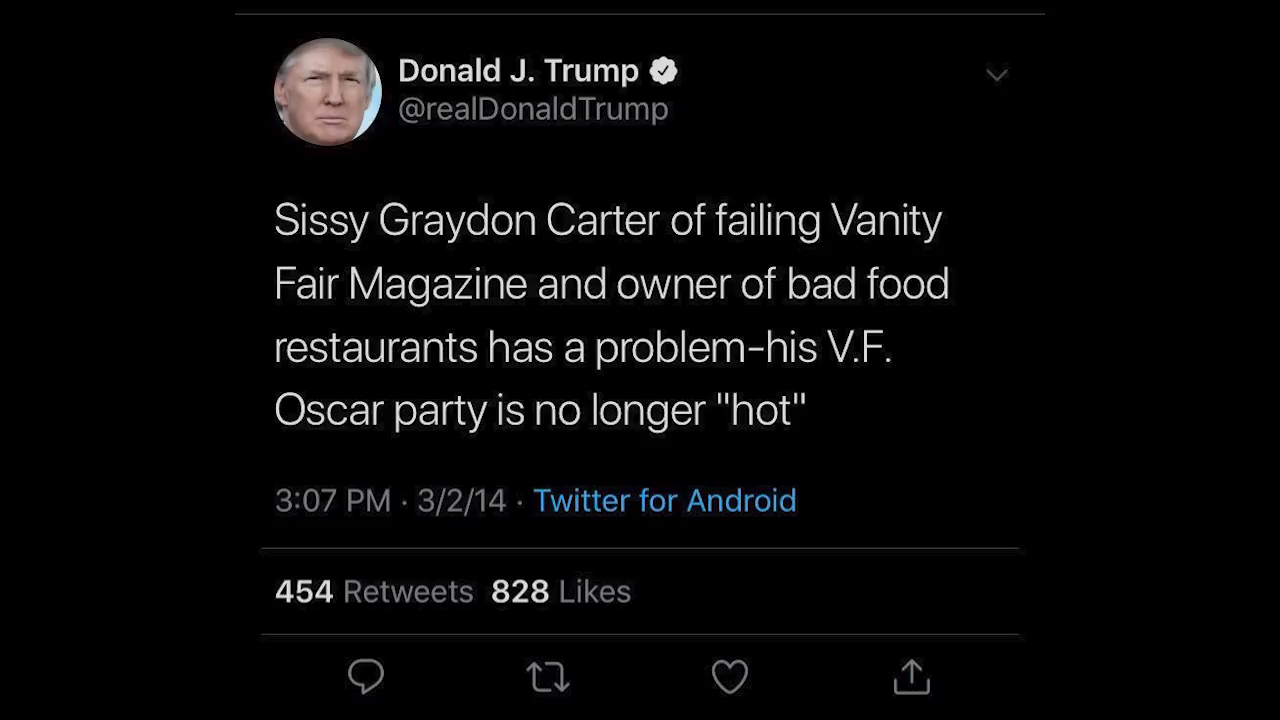 Donald J. Trump
@realDonaldTrump
Sissy Graydon Carter of failing Vanity
Fair Magazine and owner of bad food
restaurants has a problem-his V.F.
Oscar party is no longer "hot"
3:07 PM · 3/2/14 · Twitter for Android
454 Retweets 828 Likes